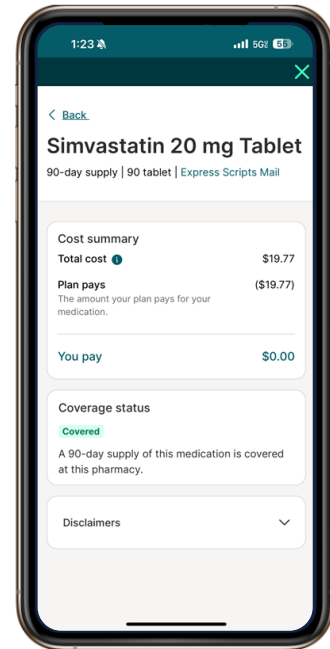 1:23
5G 55
Back
Simvastatin 20 mg Tablet
90-day supply | 90 tablet | Express Scripts Mail
Cost summary
Total cost $19.77
Plan pays ($19.77)
The amount your plan pays for your
medication.
You pay $0.00
Coverage status
Covered
A 90-day supply of this medication is covered
at this pharmacy.
Disclaimers